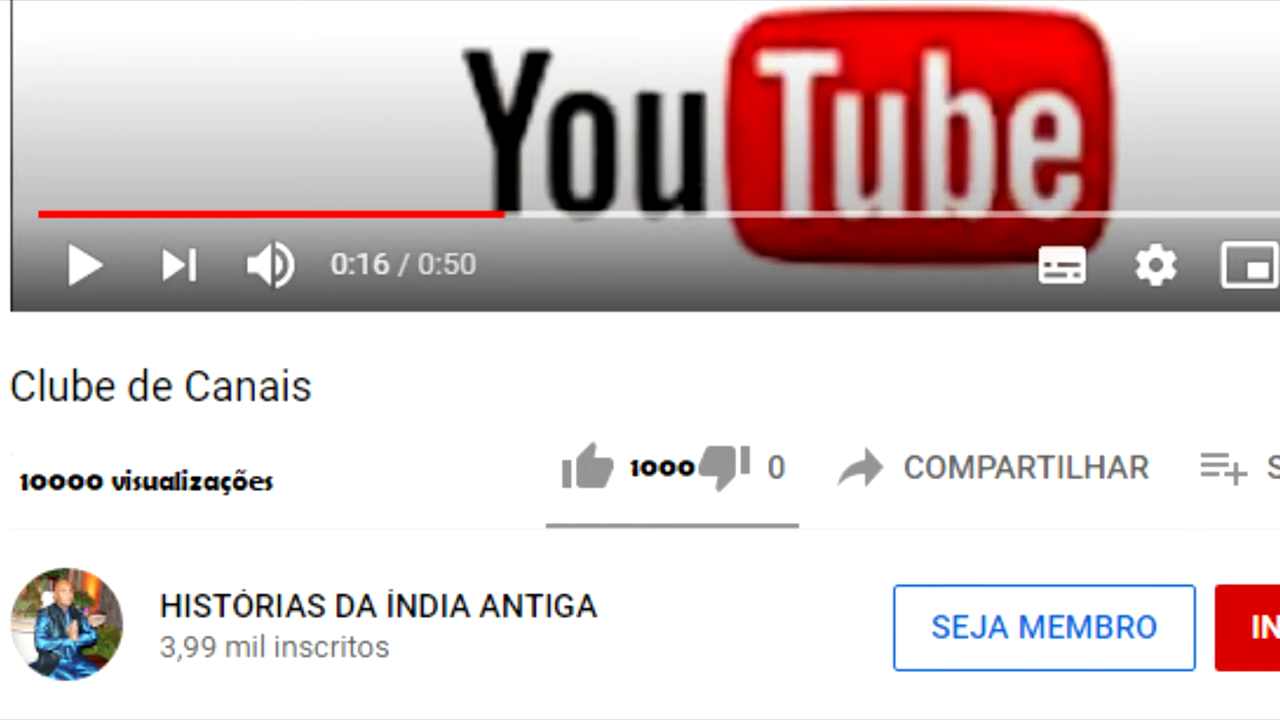 YouTube
0:16 / 0:50
Clube de Canais
10000 visualizações
1000 0 COMPARTILHAR S
HISTÓRIAS DA ÍNDIA ANTIGA
3,99 mil inscritos
SEJA MEMBRO IN